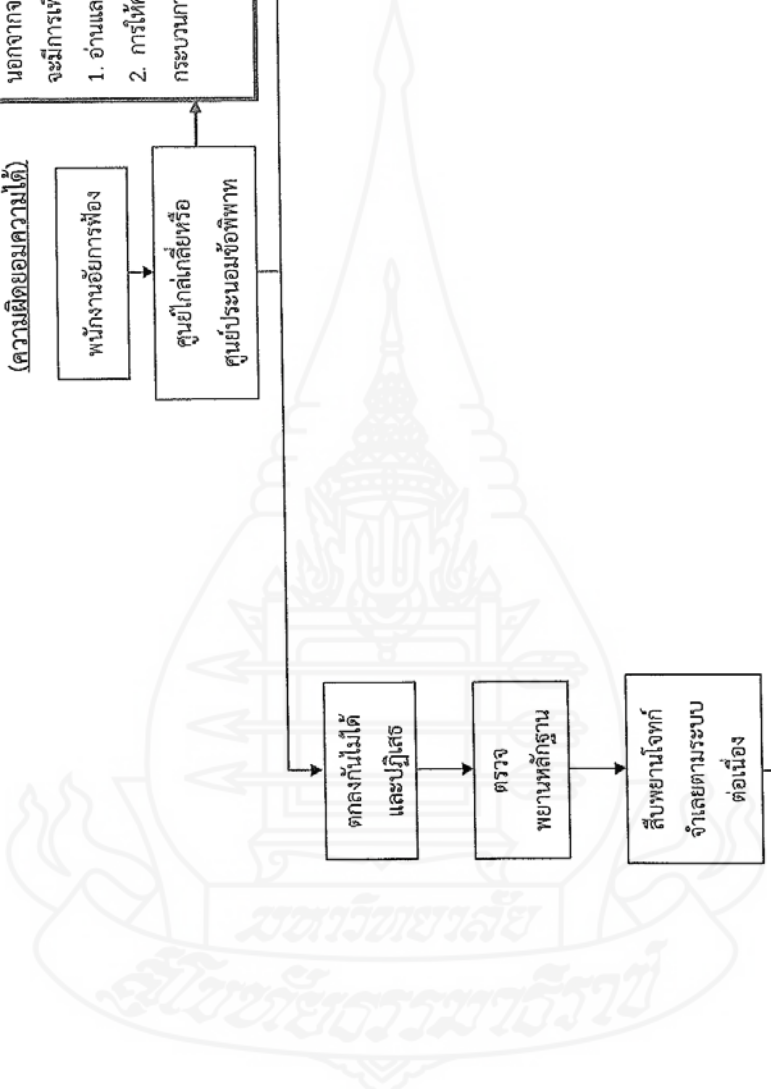 (ความผิดยอมความได้)
พนักงานอัยการฟ้อง
ศูนย์ไกล่เกลี่ยหรือ
ศูนย์ประนอมข้อพิพาท
นอกจากจ
จะมีการเพิ
1. อ่านแล
2. การให้ค
กระบวนกา
ตกลงกันไม่ได้
และปฏิเสธ
ตรวจ
พยานหลักฐาน
สืบพยานโจทก์
จำเลยตามระบบ
ต่อเนื่อง
มหาวิทยาลัย
สุโขทัยธรรมาธิราช